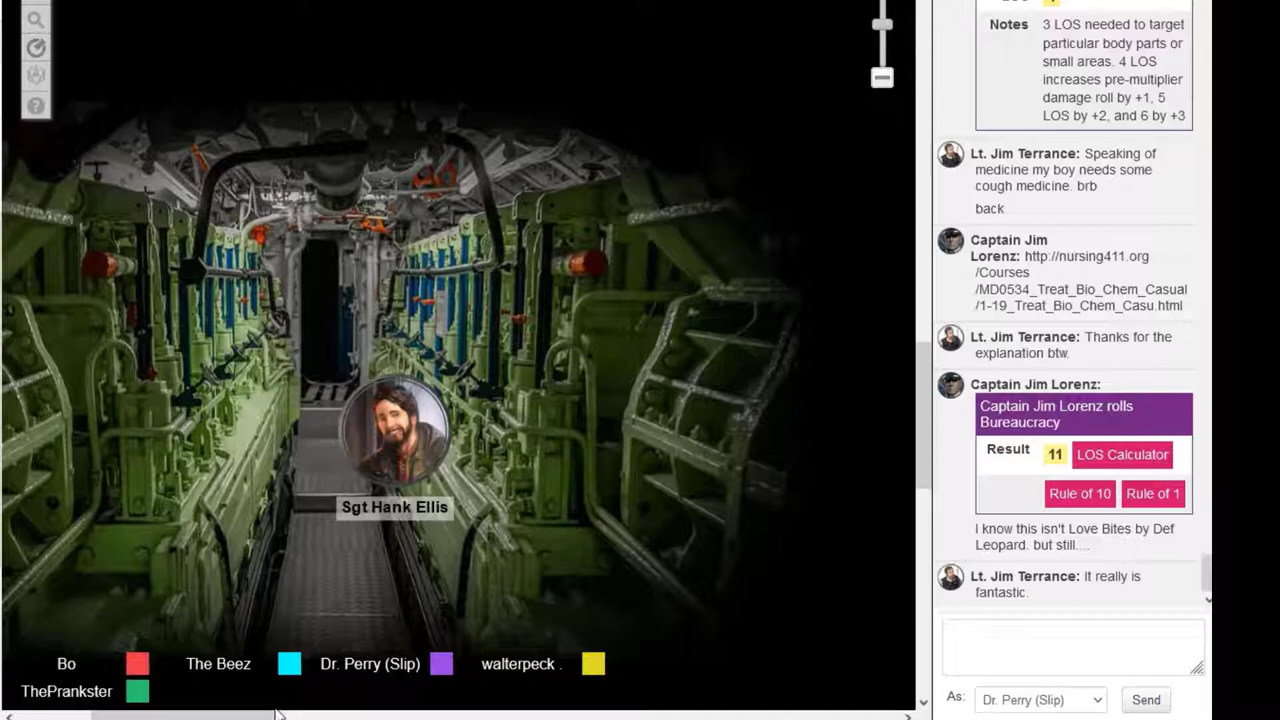 Notes
3 LOS needed to target
particular body parts or
small areas. 4 LOS
increases pre-multiplier
damage roll by +1, 5
LOS by +2, and 6 by +3
Lt. Jim Terrance: Speaking of
medicine my boy needs some
cough medicine. brb
back
Captain Jim
Lorenz: http://nursing411.org
/Courses
/MD0534_Treat_Bio_Chem_Casual
/1-19_Treat_Bio_Chem_Casu.html
Lt. Jim Terrance: Thanks for the
explanation btw.
Captain Jim Lorenz:
Captain Jim Lorenz rolls
Bureaucracy
Result 11 LOS Calculator
Rule of 10 Rule of 1
I know this isn't Love Bites by Def
Leopard. but still....
Lt. Jim Terrance: It really is
fantastic.
As: Dr. Perry (Slip) Send
Sgt Hank Ellis
Bo The Beez Dr. Perry (Slip) walterpeck .
ThePrankster